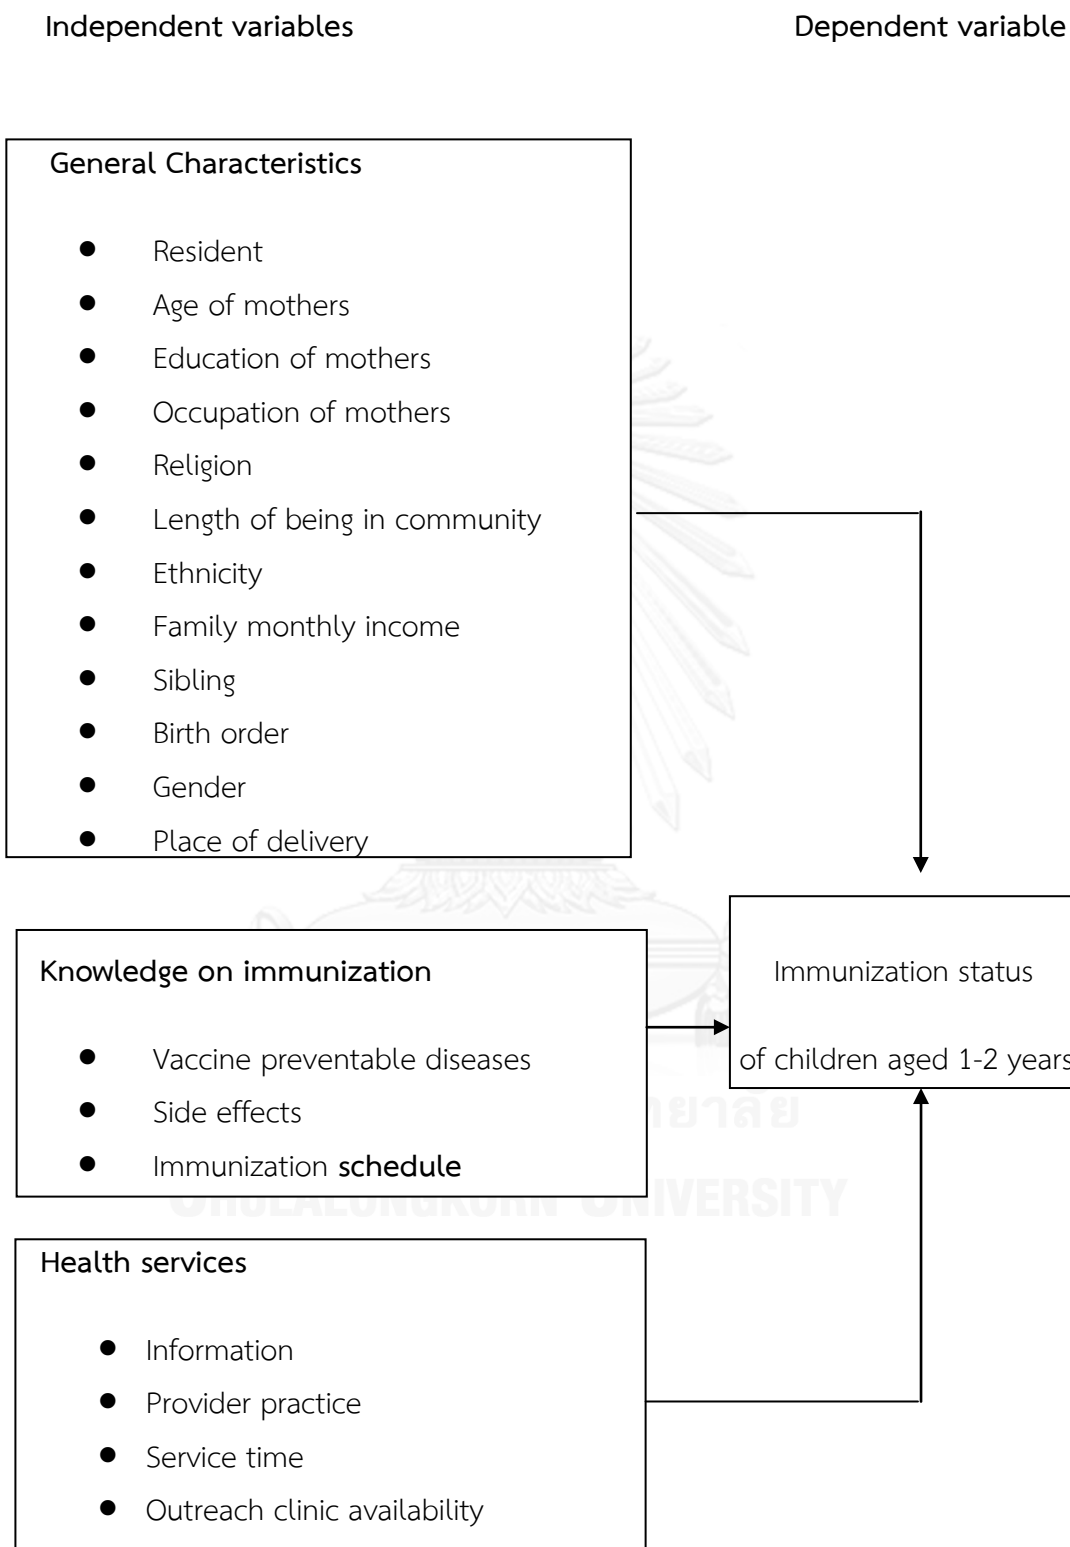 Independent variables
Dependent variable
General Characteristics
● Resident
● Age of mothers
● Education of mothers
● Occupation of mothers
● Religion
● Length of being in community
● Ethnicity
● Family monthly income
● Sibling
● Birth order
● Gender
● Place of delivery
Knowledge on immunization
● Vaccine preventable diseases
● Side effects
● Immunization schedule
Immunization status
of children aged 1-2 years
CHULALONGKORN UNIVERSITY
Health services
● Information
● Provider practice
● Service time
● Outreach clinic availability